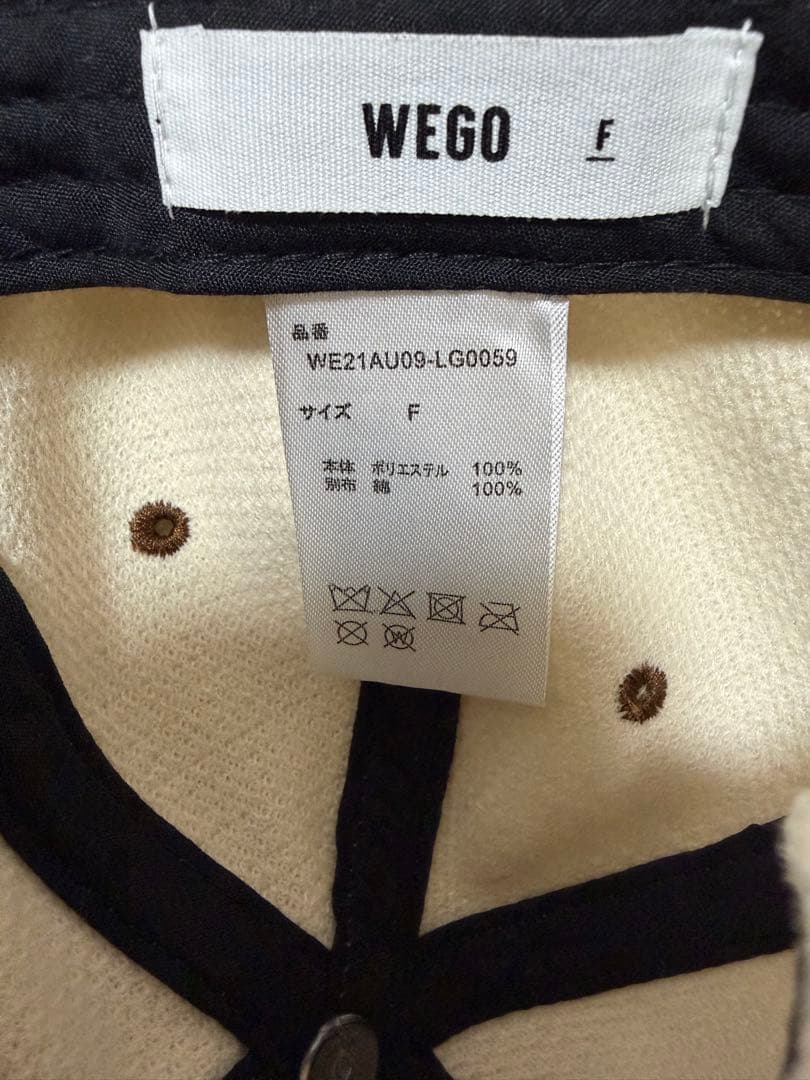 WEGO F
品番
WE21AU09-LG0059
サイズ F
本体 ポリエステル 100%
別布 綿 100%